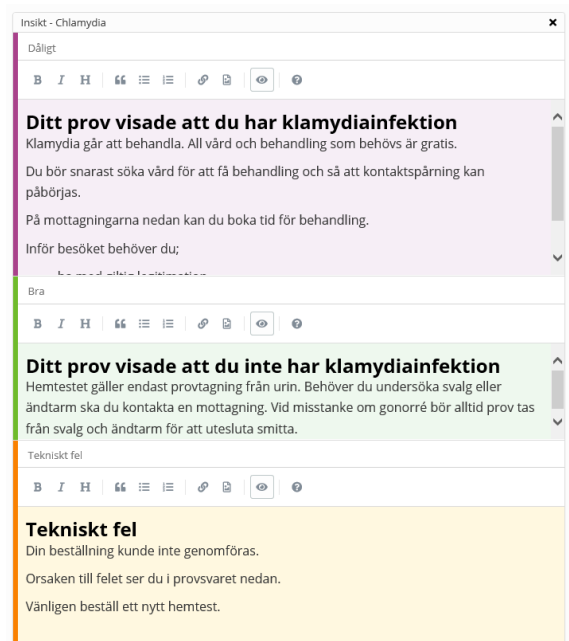 Insikt - Chlamydia
Dåligt
B I H
Ditt prov visade att du har klamydiainfektion
Klamydia går att behandla. All vård och behandling som behövs är gratis.
Du bör snarast söka vård för att få behandling och så att kontaktspårning kan
påbörjas.
På mottagningarna nedan kan du boka tid för behandling.
Inför besöket behöver du;
Bra
B I H
Ditt prov visade att du inte har klamydiainfektion
Hemtestet gäller endast provtagning från urin. Behöver du undersöka svalg eller
ändtarm ska du kontakta en mottagning. Vid misstanke om gonorré bör alltid prov tas
från svalg och ändtarm för att utesluta smitta.
Tekniskt fel
B I H
Tekniskt fel
Din beställning kunde inte genomföras.
Orsaken till felet ser du i provsvaret nedan.
Vänligen beställ ett nytt hemtest.